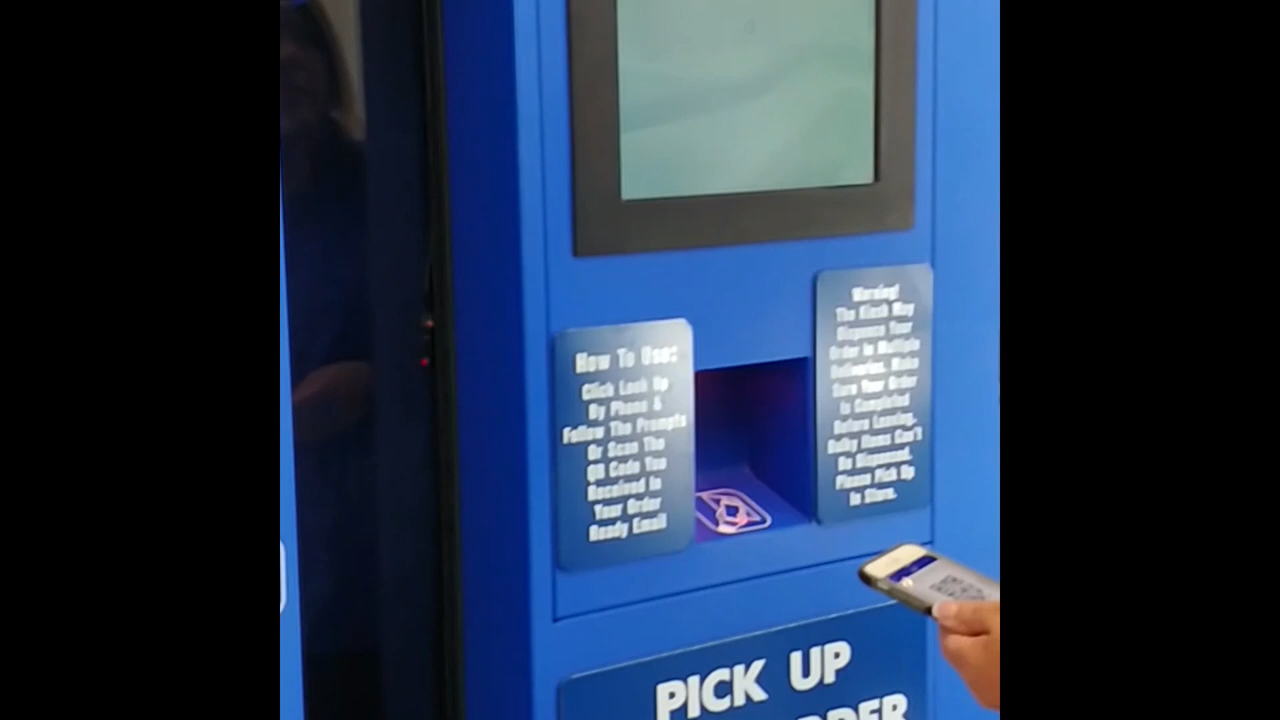 How To Use:
Click Look Up
By Phone &
Follow The Prompts
Or Scan The
QR Code You
Received In
Your Order
Ready Email
Warning!
The Kiosk May
Dispense Your
Order In Multiple
Deliveries. Make
Sure Your Order
Is Completed
Before Leaving.
Bulky Items Can't
Be Dispensed.
Please Pick Up
In Store.
PICK UP
ORDER